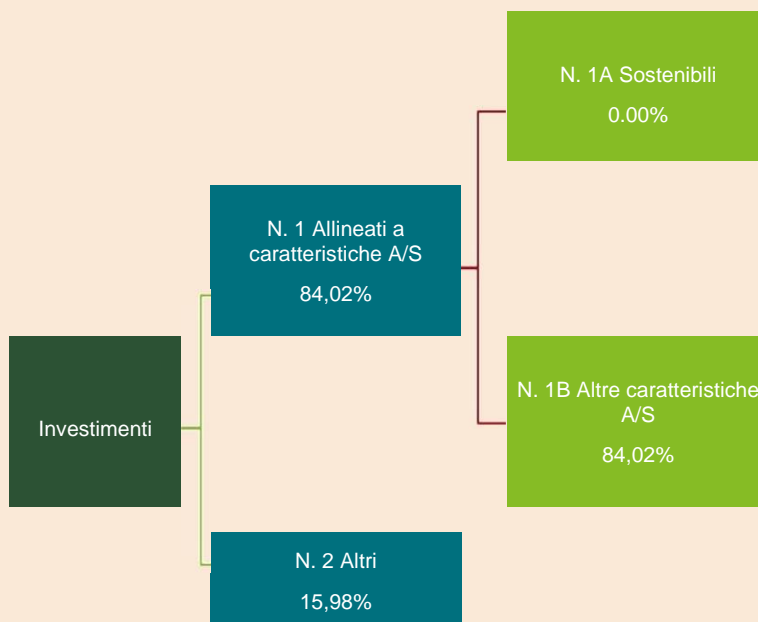 N. 1A Sostenibili
0.00%
N. 1 Allineati a
caratteristiche A/S
84,02%
Investimenti
N. 1B Altre caratteristiche
A/S
84,02%
N. 2 Altri
15,98%